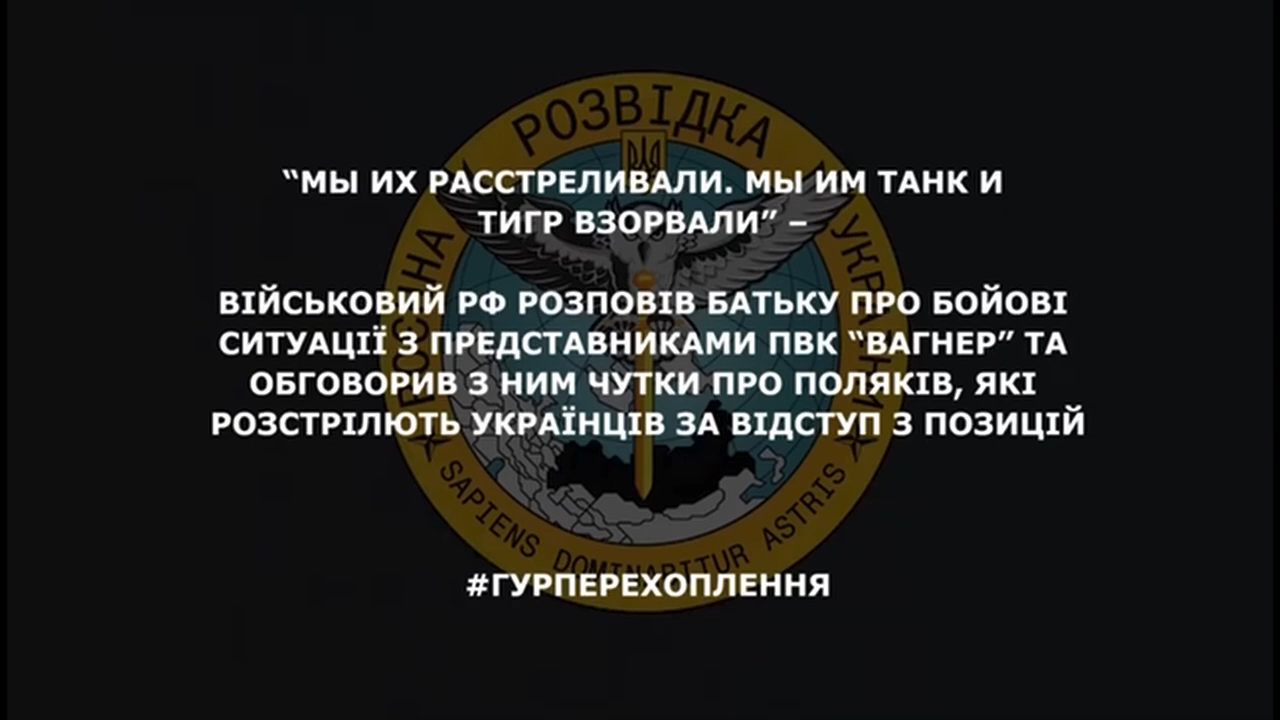 РОЗВІДКА
“МЫ ИХ РАССТРЕЛИВАЛИ. МЫ ИМ ТАНК И
ТИГР ВЗОРВАЛИ” –
ВІЙСЬКОВИЙ РФ РОЗПОВІВ БАТЬКУ ПРО БОЙОВІ
СИТУАЦІЇ З ПРЕДСТАВНИКАМИ ПВК “ВАГНЕР” ТА
ОБГОВОРИВ З НИМ ЧУТКИ ПРО ПОЛЯКІВ, ЯКІ
РОЗСТРІЛЮТЬ УКРАЇНЦІВ ЗА ВІДСТУП З ПОЗИЦІЙ
SAPIENS DOMINABITUR ASTRIS
#ГУРПЕРЕХОПЛЕННЯ